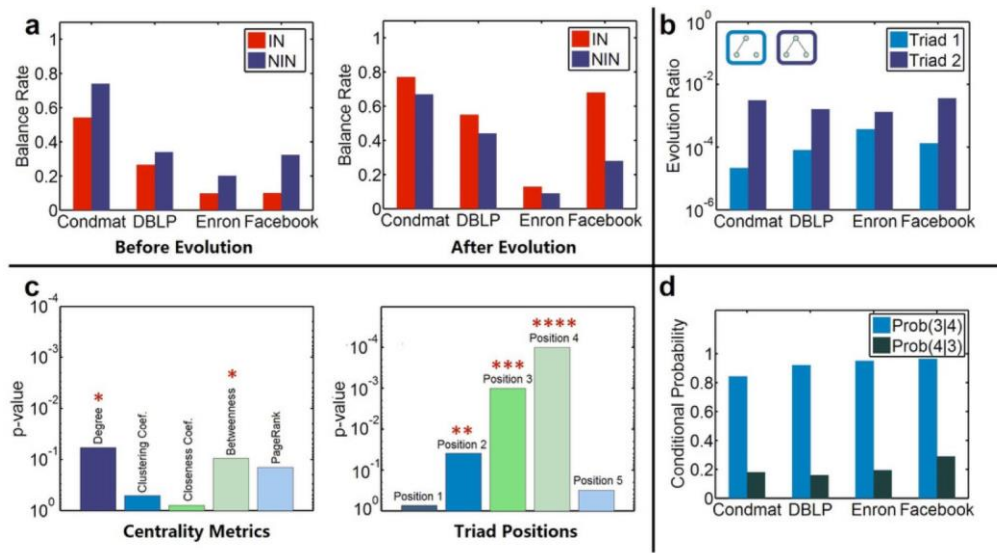 a
1
0.8
0.6
0.4
0.2
0
Balance Rate
IN
NIN
Condmat DBLP Enron Facebook
Before Evolution
1
0.8
0.6
0.4
0.2
0
Balance Rate
IN
NIN
Condmat DBLP Enron Facebook
After Evolution
b
10^0
10^-2
10^-4
10^-6
Evolution Ratio
Triad 1
Triad 2
Condmat DBLP Enron Facebook
c
10^-4
10^-3
10^-2
10^-1
10^0
p-value
*
Degree
Clustering Coef.
Closeness Coef.
*
Betweenness
PageRank
Centrality Metrics
10^-4
10^-3
10^-2
10^-1
10^0
p-value
Position 1
**
Position 2
***
Position 3
****
Position 4
Position 5
Triad Positions
d
1
0.8
0.6
0.4
0.2
0
Conditional Probability
Prob(3|4)
Prob(4|3)
Condmat DBLP Enron Facebook